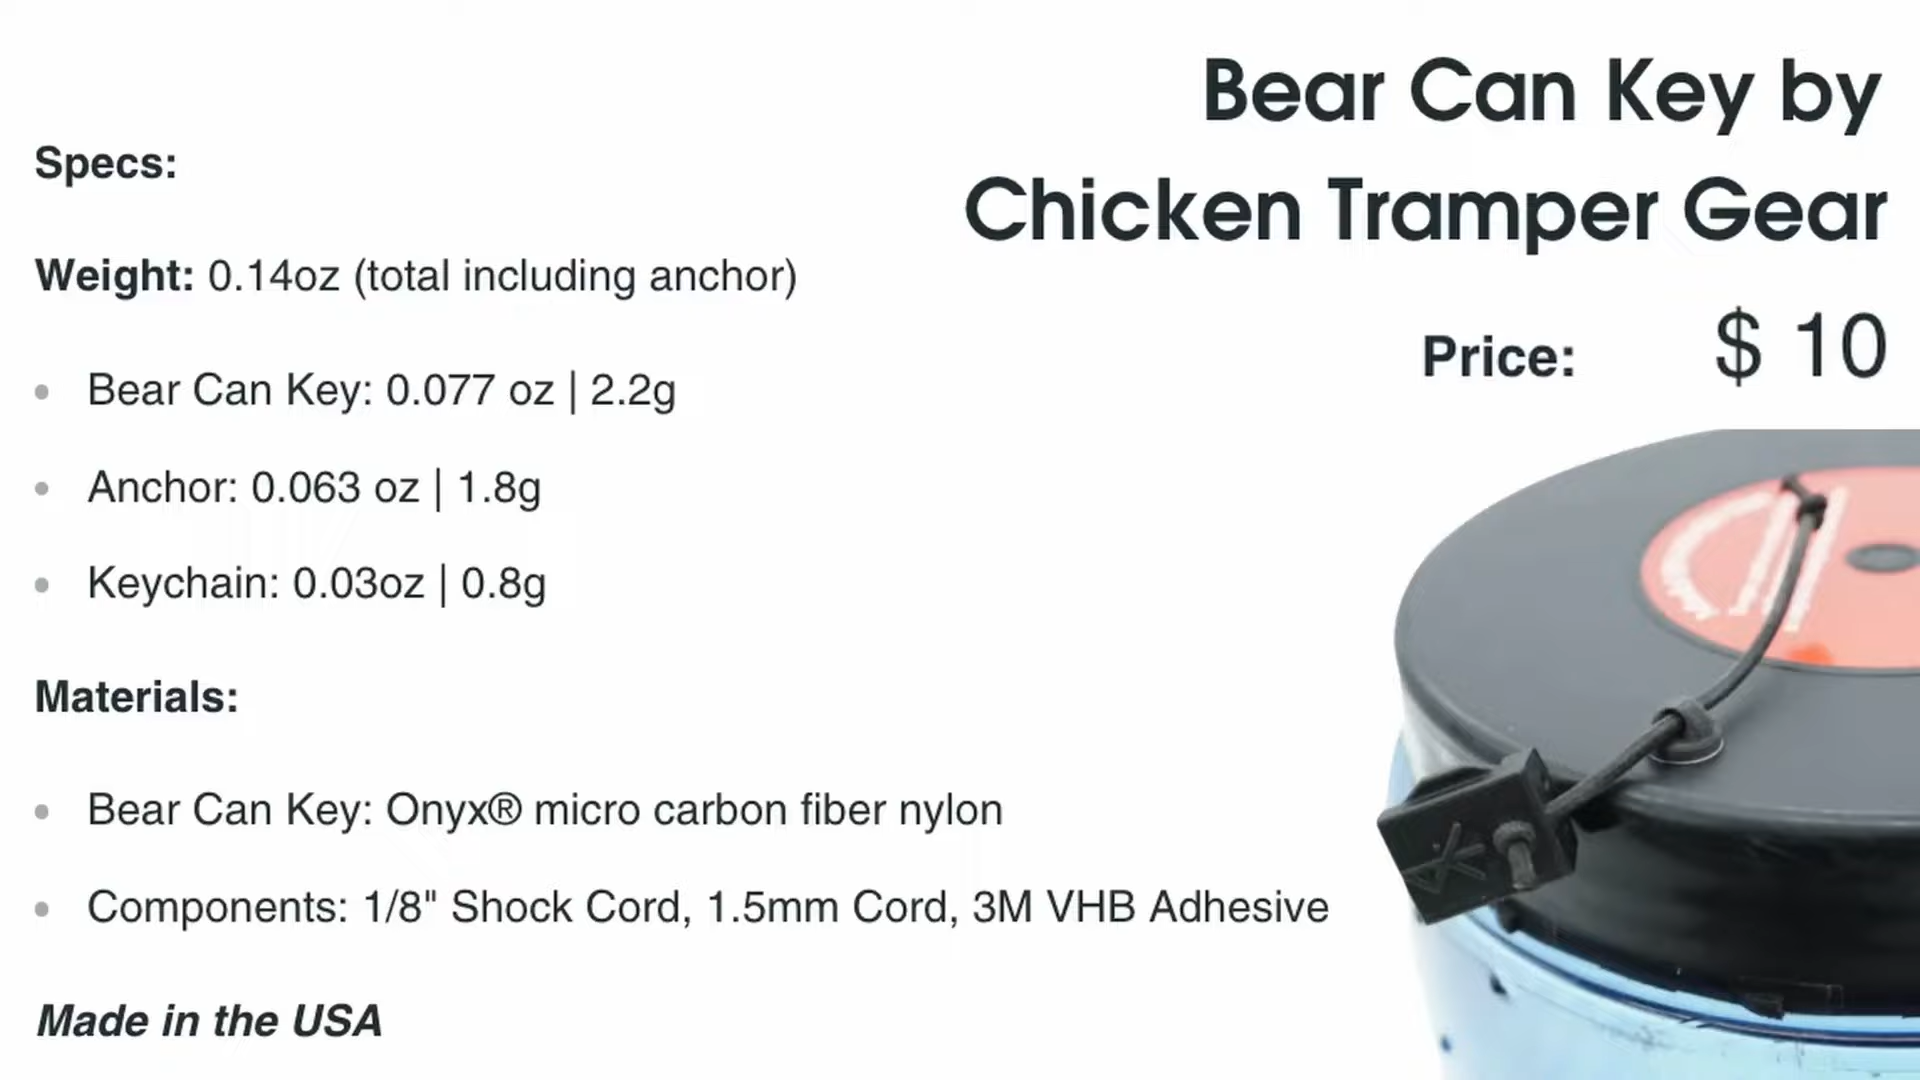 Bear Can Key by
Chicken Tramper Gear
Price: $ 10
Specs:
Weight: 0.14oz (total including anchor)
Bear Can Key: 0.077 oz | 2.2g
Anchor: 0.063 oz | 1.8g
Keychain: 0.03oz | 0.8g
Materials:
Bear Can Key: Onyx® micro carbon fiber nylon
Components: 1/8" Shock Cord, 1.5mm Cord, 3M VHB Adhesive
Made in the USA